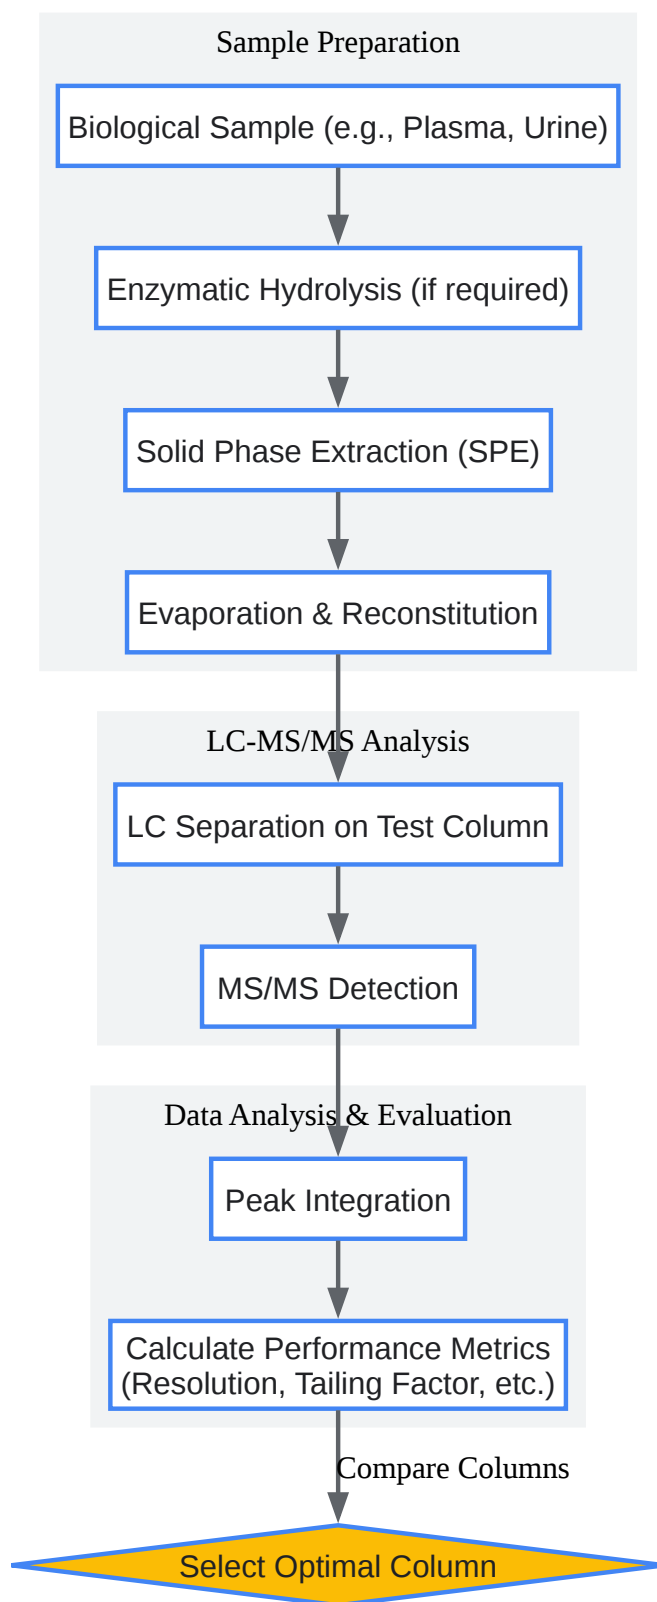 Sample Preparation
Biological Sample (e.g., Plasma, Urine)
Enzymatic Hydrolysis (if required)
Solid Phase Extraction (SPE)
Evaporation & Reconstitution
LC-MS/MS Analysis
LC Separation on Test Column
MS/MS Detection
Data Analysis & Evaluation
Peak Integration
Calculate Performance Metrics
(Resolution, Tailing Factor, etc.)
Compare Columns
Select Optimal Column